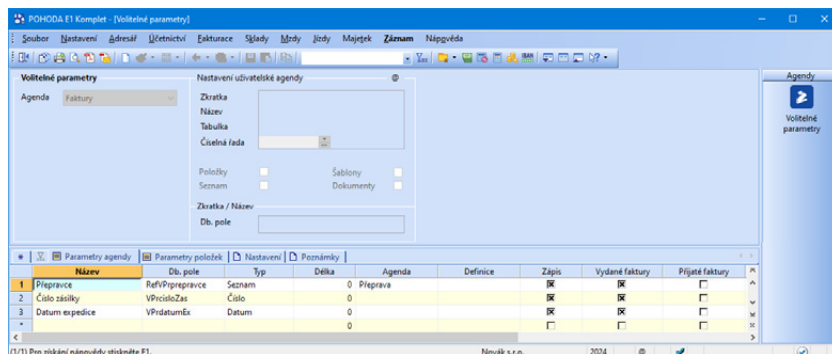 POHODA E1 Komplet - [Volitelné parametry]
Soubor Nastavení Adresář Účetnictví Fakturace Sklady Mzdy Jízdy Majetek Záznam Nápověda
Volitelné parametry
Agenda Faktury
Nastavení uživatelské agendy @
Zkratka
Název
Tabulka
Číselná řada
Položky Šablony
Seznam Dokumenty
Zkratka / Název
Db. pole
Agendy
Volitelné
parametry
Parametry agendy Parametry položek Nastavení Poznámky
Název Db. pole Typ Délka Agenda Definice Zápis Vydané faktury Přijaté faktury
1 Přepravce RefVPrprepravce Seznam 0 Přeprava
2 Číslo zásilky VPrcisloZas Číslo 0
3 Datum expedice VPrdatumEx Datum 0
* 0
(1/1) Pro získání nápovědy stiskněte F1. Novák s.r.o. 2024 @